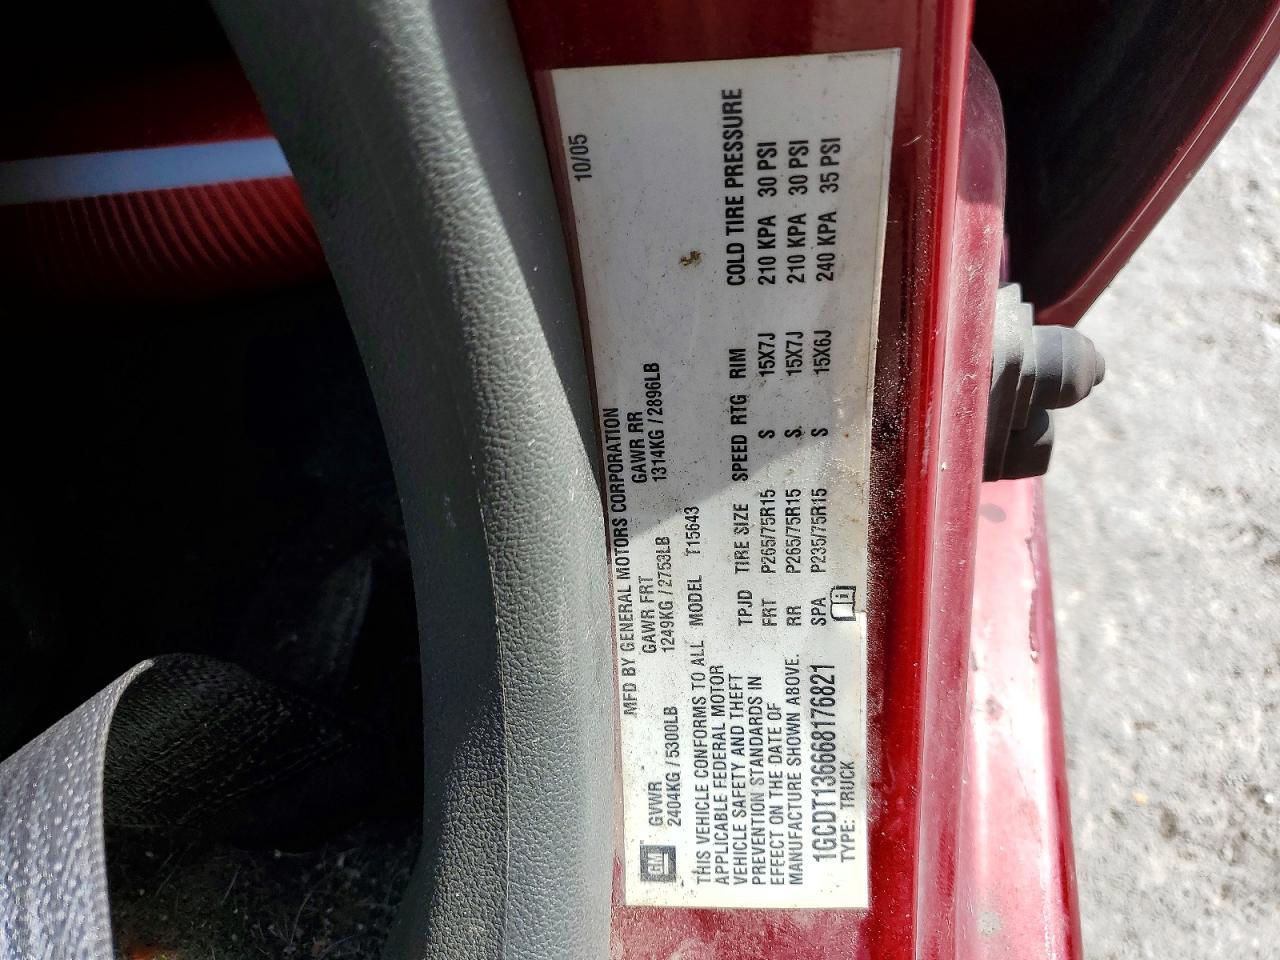 10/05
MFD BY GENERAL MOTORS CORPORATION
GM GVWR GAWR FRT GAWR RR
2404KG / 5300LB 1249KG / 2753LB 1314KG / 2896LB
THIS VEHICLE CONFORMS TO ALL
APPLICABLE FEDERAL MOTOR
VEHICLE SAFETY AND THEFT
PREVENTION STANDARDS IN
EFFECT ON THE DATE OF
MANUFACTURE SHOWN ABOVE.
1GCDT136668176821
TYPE: TRUCK
MODEL T15643
TPJD TIRE SIZE SPEED RTG RIM COLD TIRE PRESSURE
FRT P265/75R15 S 15X7J 210 KPA 30 PSI
RR P265/75R15 S 15X7J 210 KPA 30 PSI
SPA P235/75R15 S 15X6J 240 KPA 35 PSI